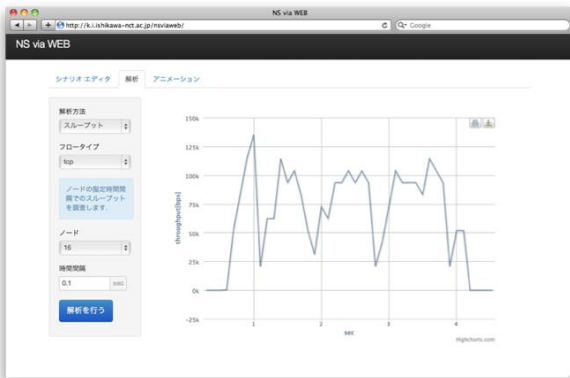 NS via WEB
http://k.i.ishikawa-nct.ac.jp/nsviaweb/
Google
NS via WEB
シナリオ エディタ 解析 アニメーション
解析方法
スループット
フロータイプ
tcp
ノードの指定時間間
隔でのスループット
を調査します.
ノード
16
時間間隔
0.1 sec
解析を行う
150k
125k
100k
75k
50k
25k
0k
-25k
throughput[bps]
1 2 3 4
sec
Highcharts.com